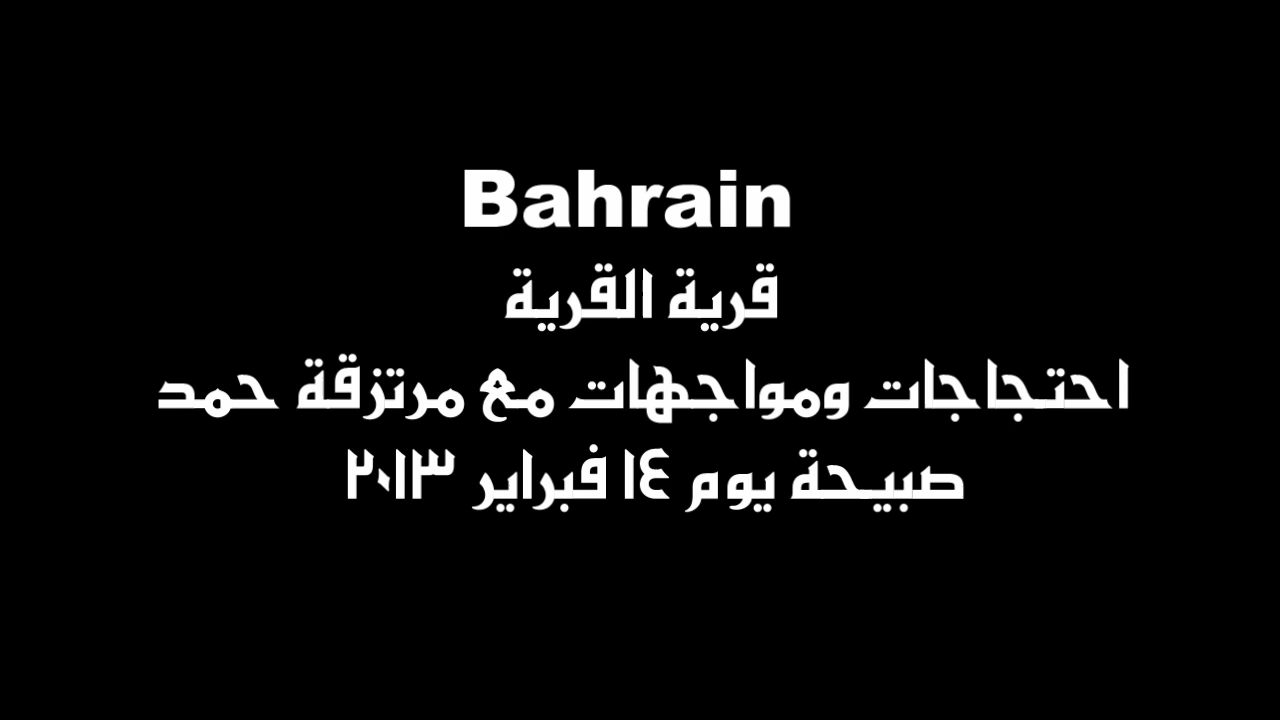 Bahrain
قرية القرية
احتجاجات ومواجهات مع مرتزقة حمد
صبيحة يوم ١٤ فبراير ٢٠١٣